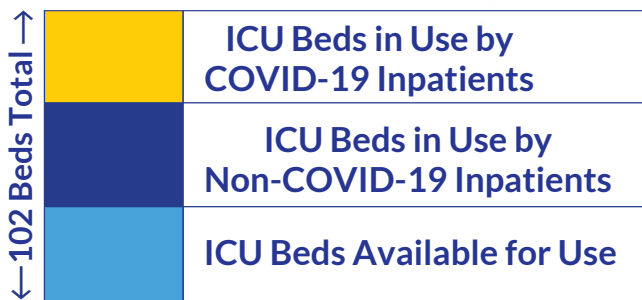 ←102 Beds Total→
ICU Beds in Use by
COVID-19 Inpatients
ICU Beds in Use by
Non-COVID-19 Inpatients
ICU Beds Available for Use